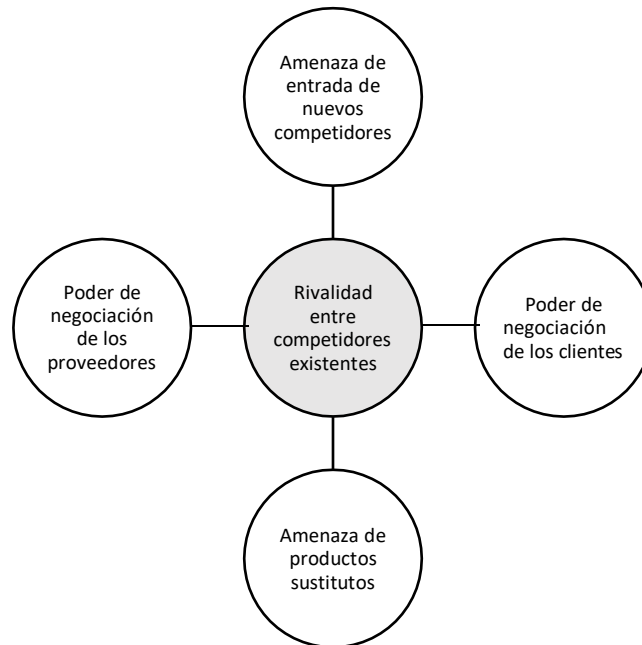 Amenaza de
entrada de
nuevos
competidores
Poder de
negociación
de los
proveedores
Rivalidad
entre
competidores
existentes
Poder de
negociación
de los clientes
Amenaza de
productos
sustitutos